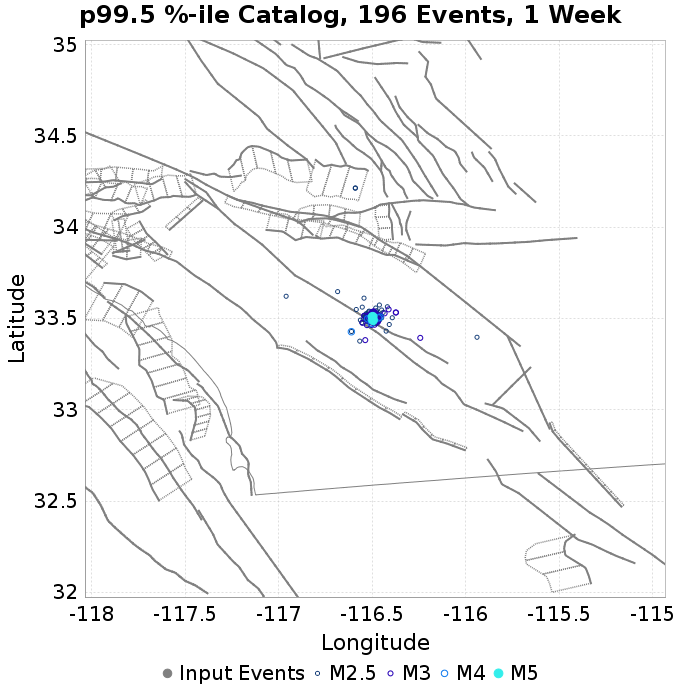 p99.5 %-ile Catalog, 196 Events, 1 Week
35
34.5
34
33.5
33
32.5
32
Latitude
-118 -117.5 -117 -116.5 -116 -115.5 -115
Longitude
Input Events M2.5 M3 M4 M5